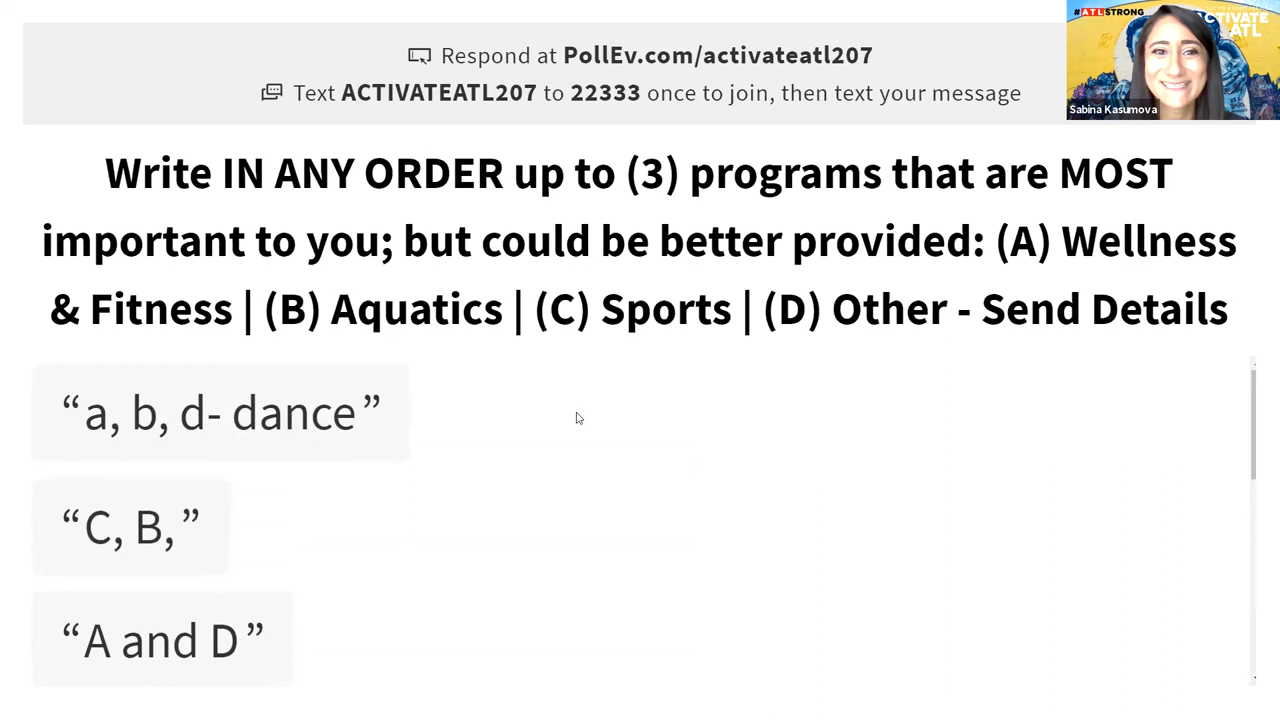 Respond at PollEv.com/activateatl207
Text ACTIVATEATL207 to 22333 once to join, then text your message
#ATLSTRONG
ACTIVATE
ATL
Sabina Kasumova
Write IN ANY ORDER up to (3) programs that are MOST
important to you; but could be better provided: (A) Wellness
& Fitness | (B) Aquatics | (C) Sports | (D) Other - Send Details
“a, b, d- dance”
“C, B,”
“A and D”